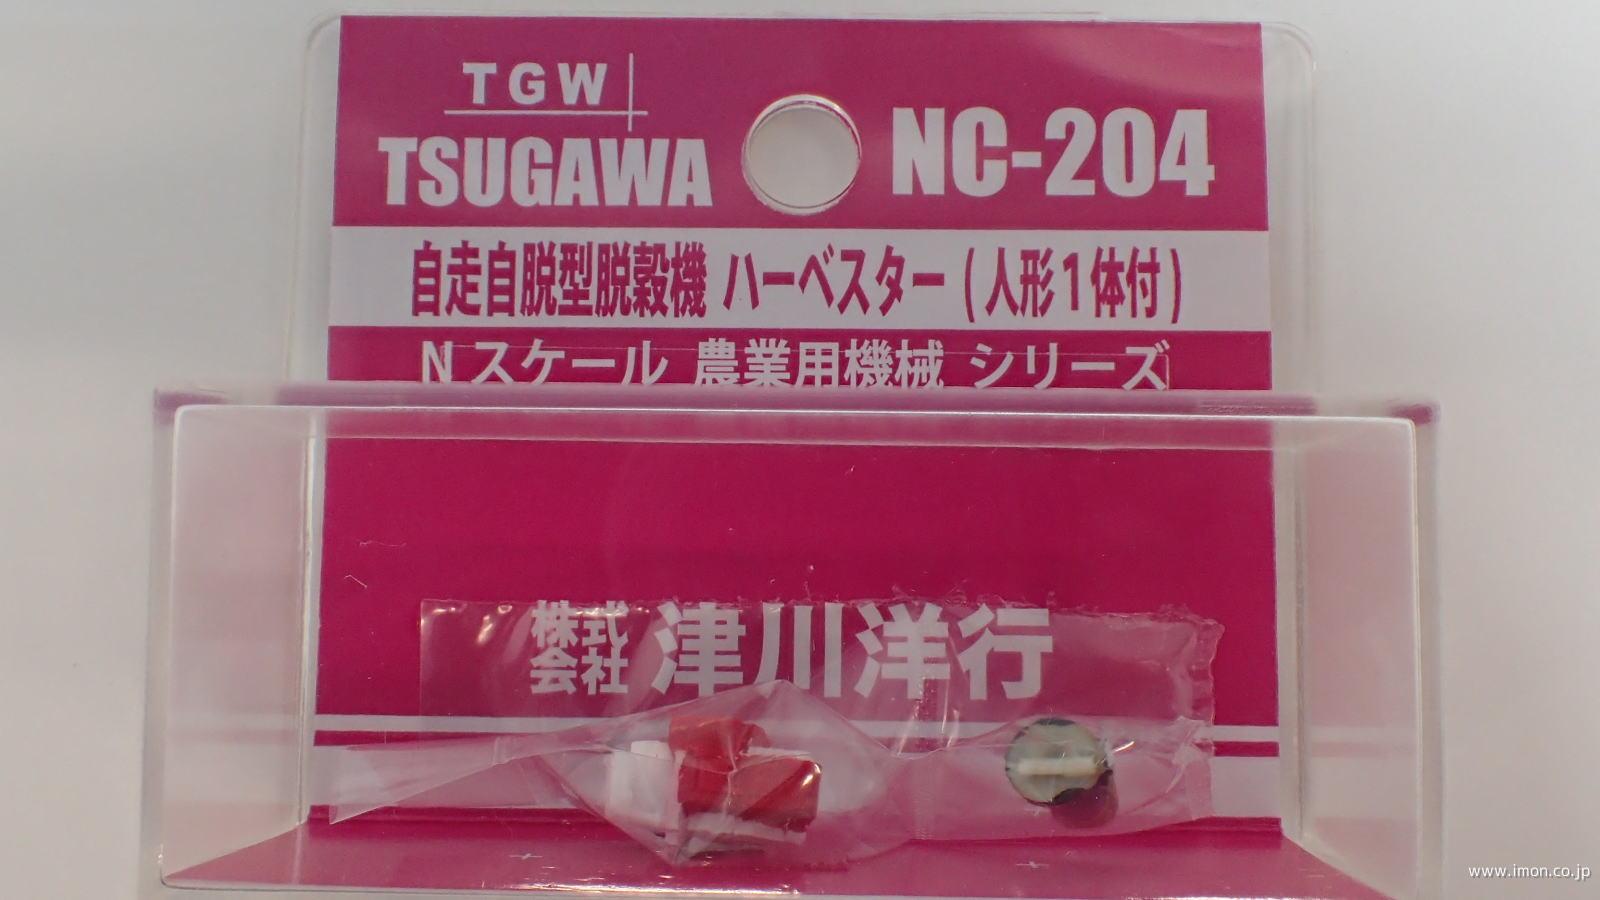 TGW
TSUGAWA
NC-204
自走自脱型脱穀機 ハーベスター(人形1体付)
Nスケール 農業用機械 シリーズ
株式会社 津川洋行
www.imon.co.jp